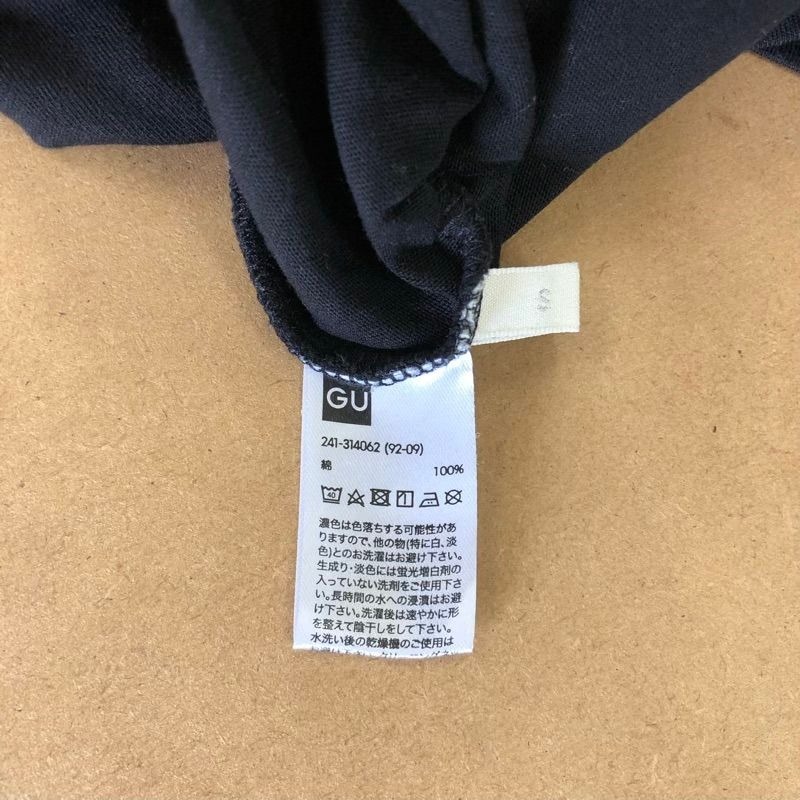 S
GU
241-314062 (92-09)
綿 100%
40
濃色は色落ちする可能性があ
りますので、他の物(特に白、淡
色)とのお洗濯はお避け下さい。
生成り・淡色には蛍光増白剤の
入っていない洗剤をご使用下さ
い。長時間の水への浸漬はお避
け下さい。洗濯後は速やかに形
を整えて陰干しをして下さい。
水洗い後の乾燥機のご使用は